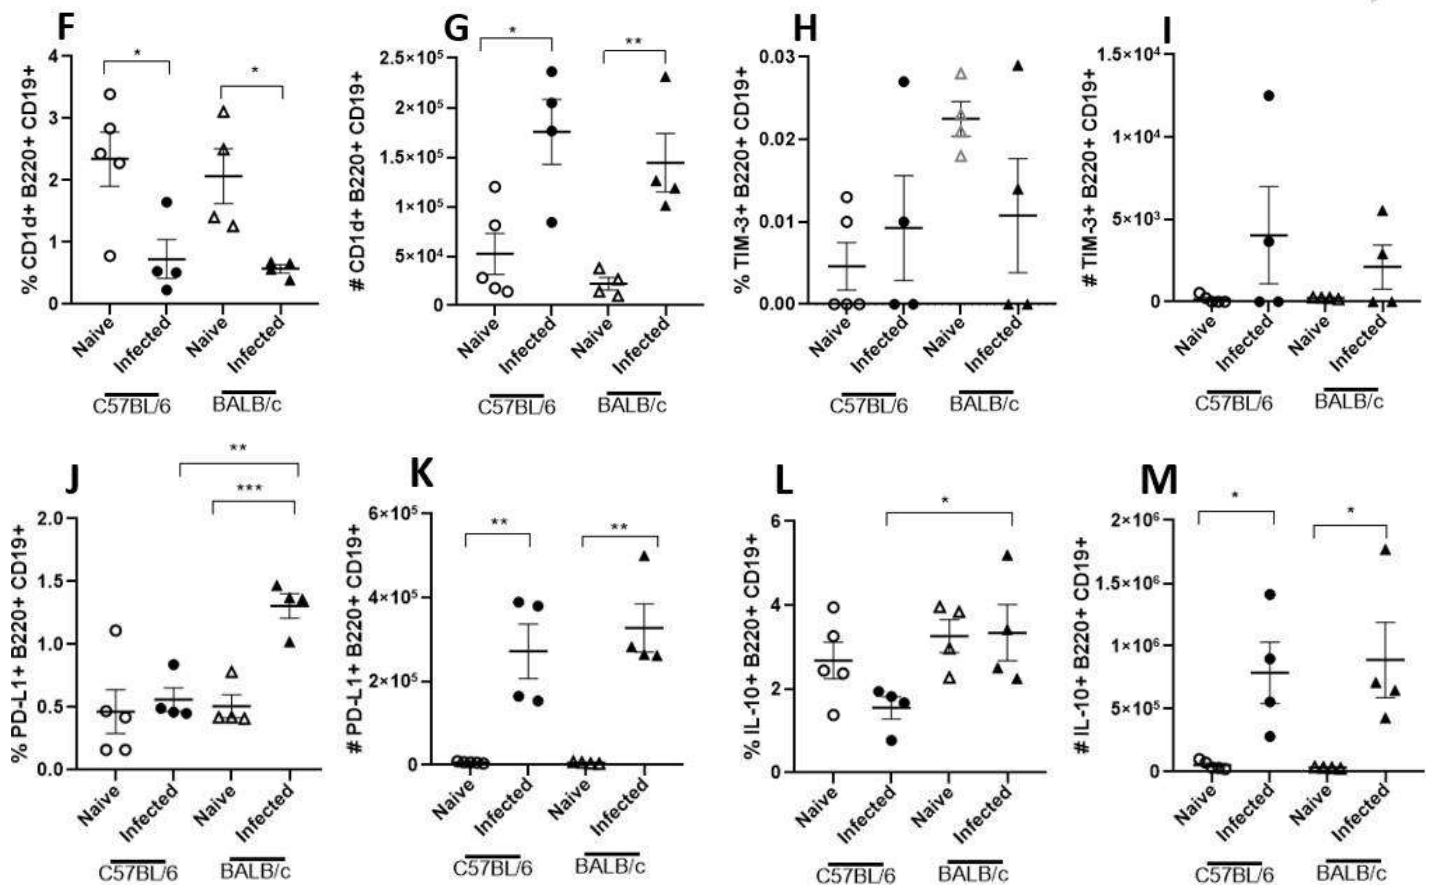 F
% CD1d+ B220+ CD19+
4
3
2
1
0
*
*
Naive
Infected
Naive
Infected
C57BL/6
BALB/c
G
# CD1d+ B220+ CD19+
2.5×10⁵
2×10⁵
1.5×10⁵
1×10⁵
5×10⁴
0
*
**
Naive
Infected
Naive
Infected
C57BL/6
BALB/c
H
% TIM-3+ B220+ CD19+
0.03
0.02
0.01
0.00
Naive
Infected
Naive
Infected
C57BL/6
BALB/c
I
# TIM-3+ B220+ CD19+
1.5×10⁴
1×10⁴
5×10³
0
Naive
Infected
Naive
Infected
C57BL/6
BALB/c
J
% PD-L1+ B220+ CD19+
2.0
1.5
1.0
0.5
0.0
**
***
Naive
Infected
Naive
Infected
C57BL/6
BALB/c
K
# PD-L1+ B220+ CD19+
6×10⁵
4×10⁵
2×10⁵
0
**
**
Naive
Infected
Naive
Infected
C57BL/6
BALB/c
L
% IL-10+ B220+ CD19+
6
4
2
0
*
Naive
Infected
Naive
Infected
C57BL/6
BALB/c
M
# IL-10+ B220+ CD19+
2×10⁶
1.5×10⁶
1×10⁶
5×10⁵
0
*
*
Naive
Infected
Naive
Infected
C57BL/6
BALB/c